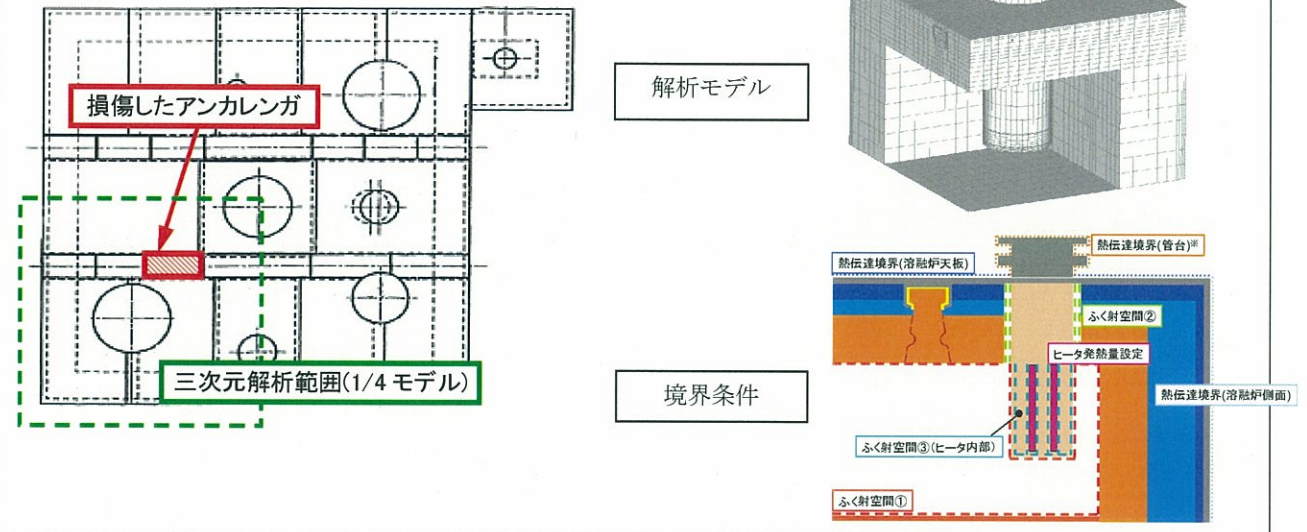 損傷したアンカレンガ
三次元解析範囲(1/4 モデル)
解析モデル
境界条件
熱伝達境界(管台)※
熱伝達境界(溶融炉天板)
ふく射空間②
ヒータ発熱量設定
熱伝達境界(溶融炉側面)
ふく射空間③(ヒータ内部)
ふく射空間①